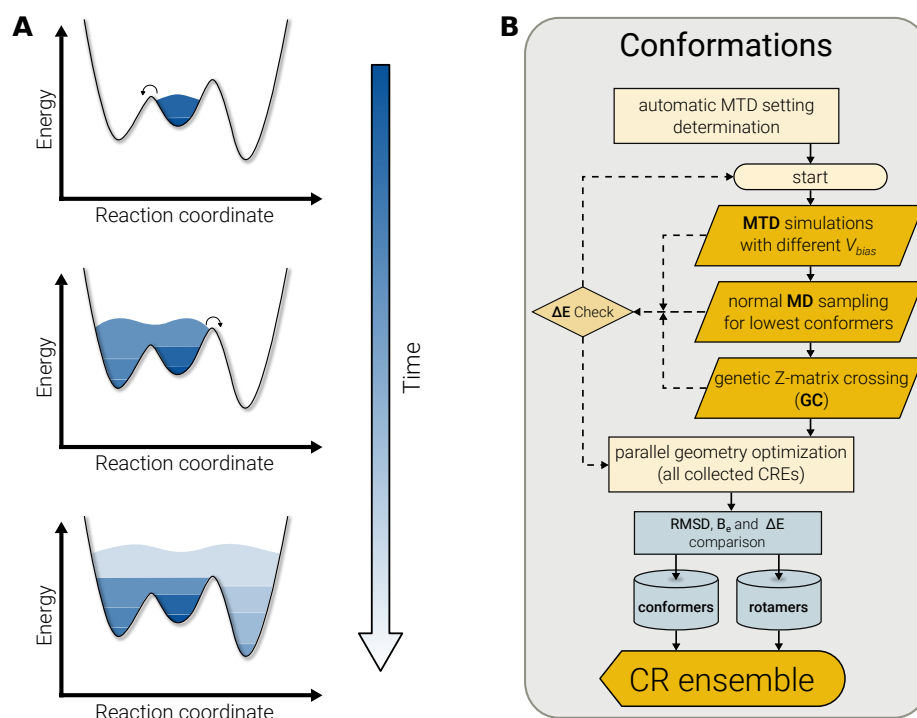 A
Energy
Reaction coordinate
Energy
Reaction coordinate
Energy
Reaction coordinate
Time
B
Conformations
automatic MTD setting
determination
start
MTD simulations
with different V_bias
normal MD sampling
for lowest conformers
ΔE Check
genetic Z-matrix crossing
(GC)
parallel geometry optimization
(all collected CREs)
RMSD, B_e and ΔE
comparison
conformers
rotamers
CR ensemble